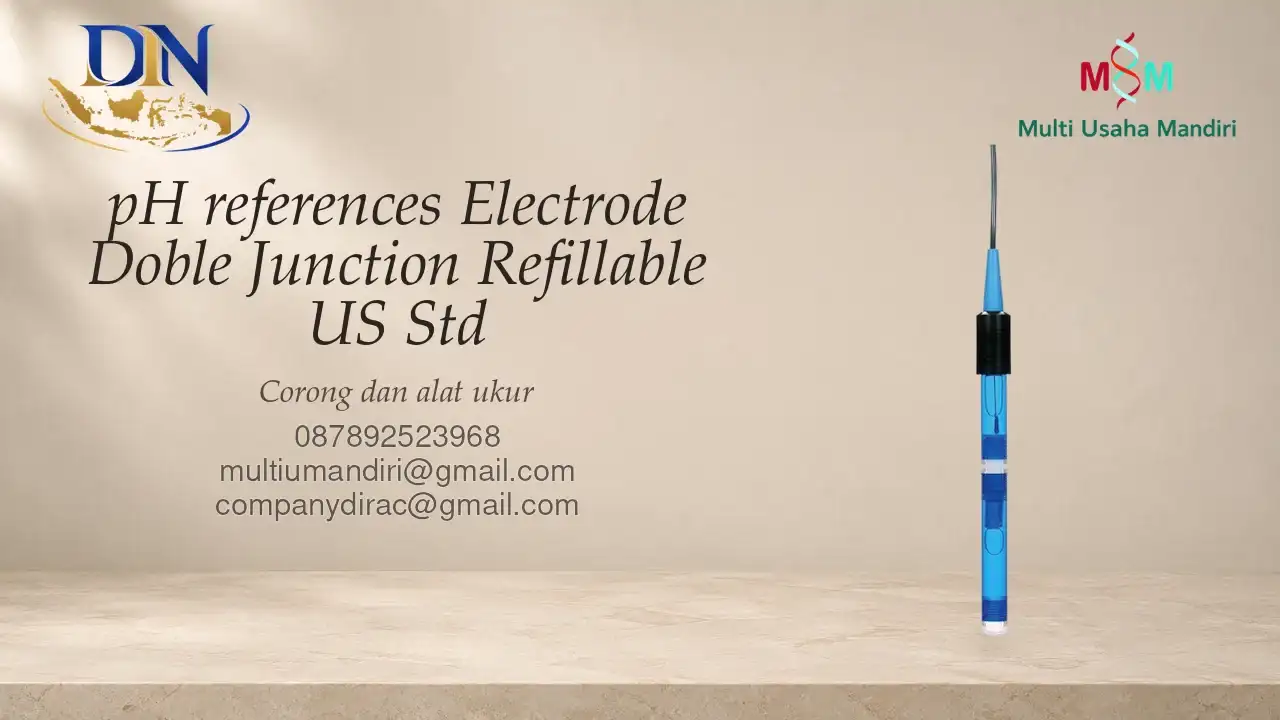 DIN
MSM
Multi Usaha Mandiri
pH references Electrode
Doble Junction Refillable
US Std
Corong dan alat ukur
087892523968
multiumandiri@gmail.com
companydirac@gmail.com